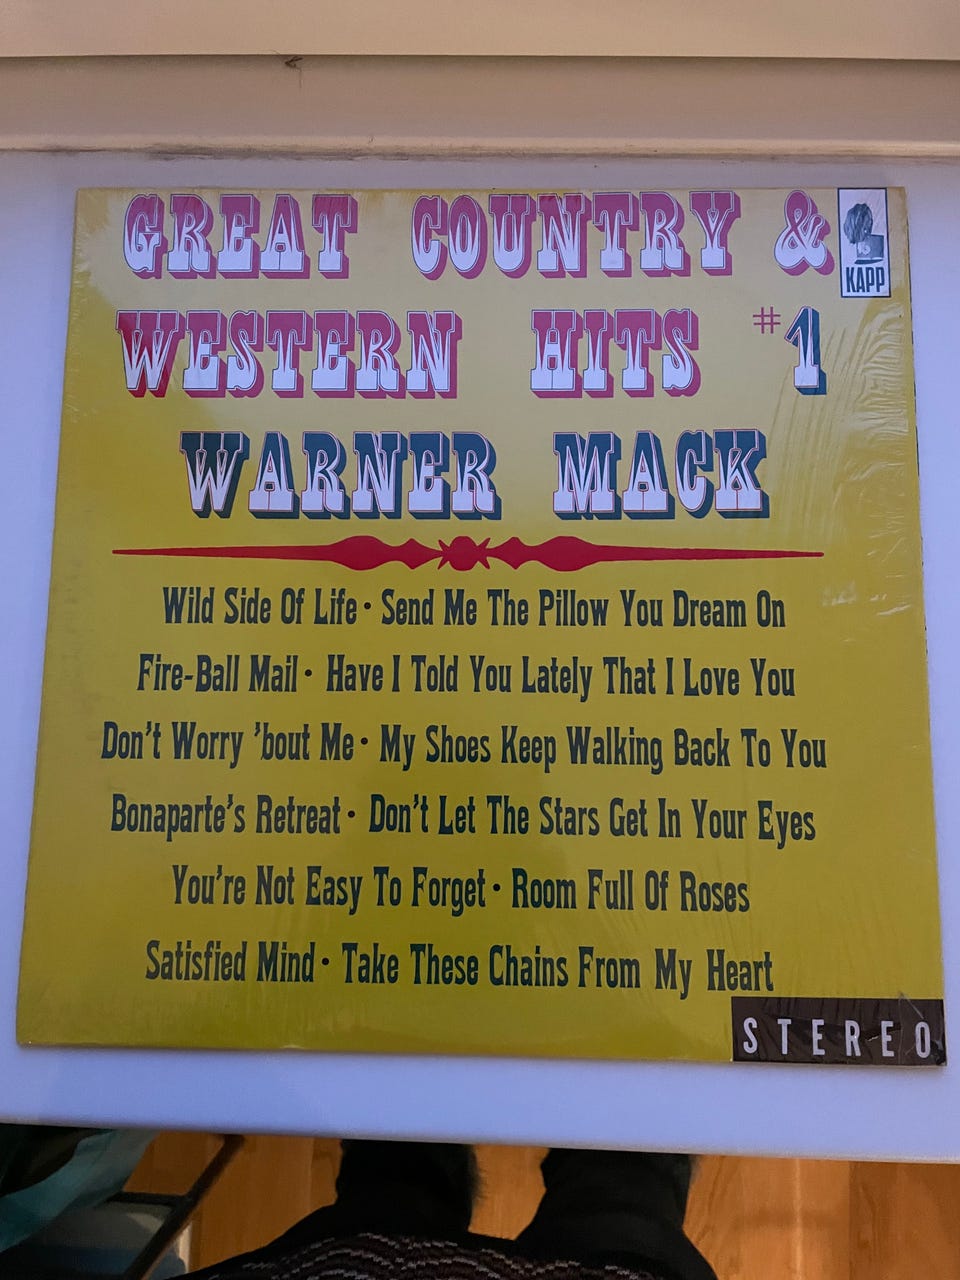 GREAT COUNTRY &
KAPP
WESTERN HITS #1
WARNER MACK
Wild Side Of Life • Send Me The Pillow You Dream On
Fire-Ball Mail • Have I Told You Lately That I Love You
Don't Worry 'bout Me • My Shoes Keep Walking Back To You
Bonaparte's Retreat • Don't Let The Stars Get In Your Eyes
You're Not Easy To Forget • Room Full Of Roses
Satisfied Mind • Take These Chains From My Heart
STEREO